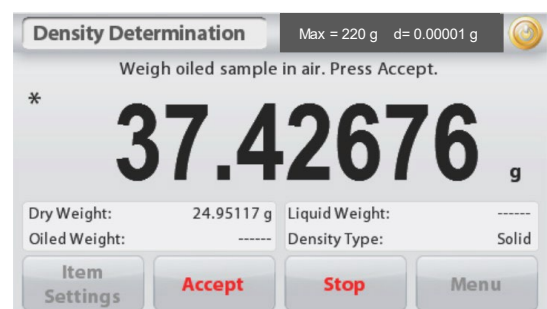 Density Determination Max = 220 g d= 0.00001 g
Weigh oiled sample in air. Press Accept.
*
37.42676 g
Dry Weight: 24.95117 g Liquid Weight: ------
Oiled Weight: ------ Density Type: Solid
Item Settings Accept Stop Menu